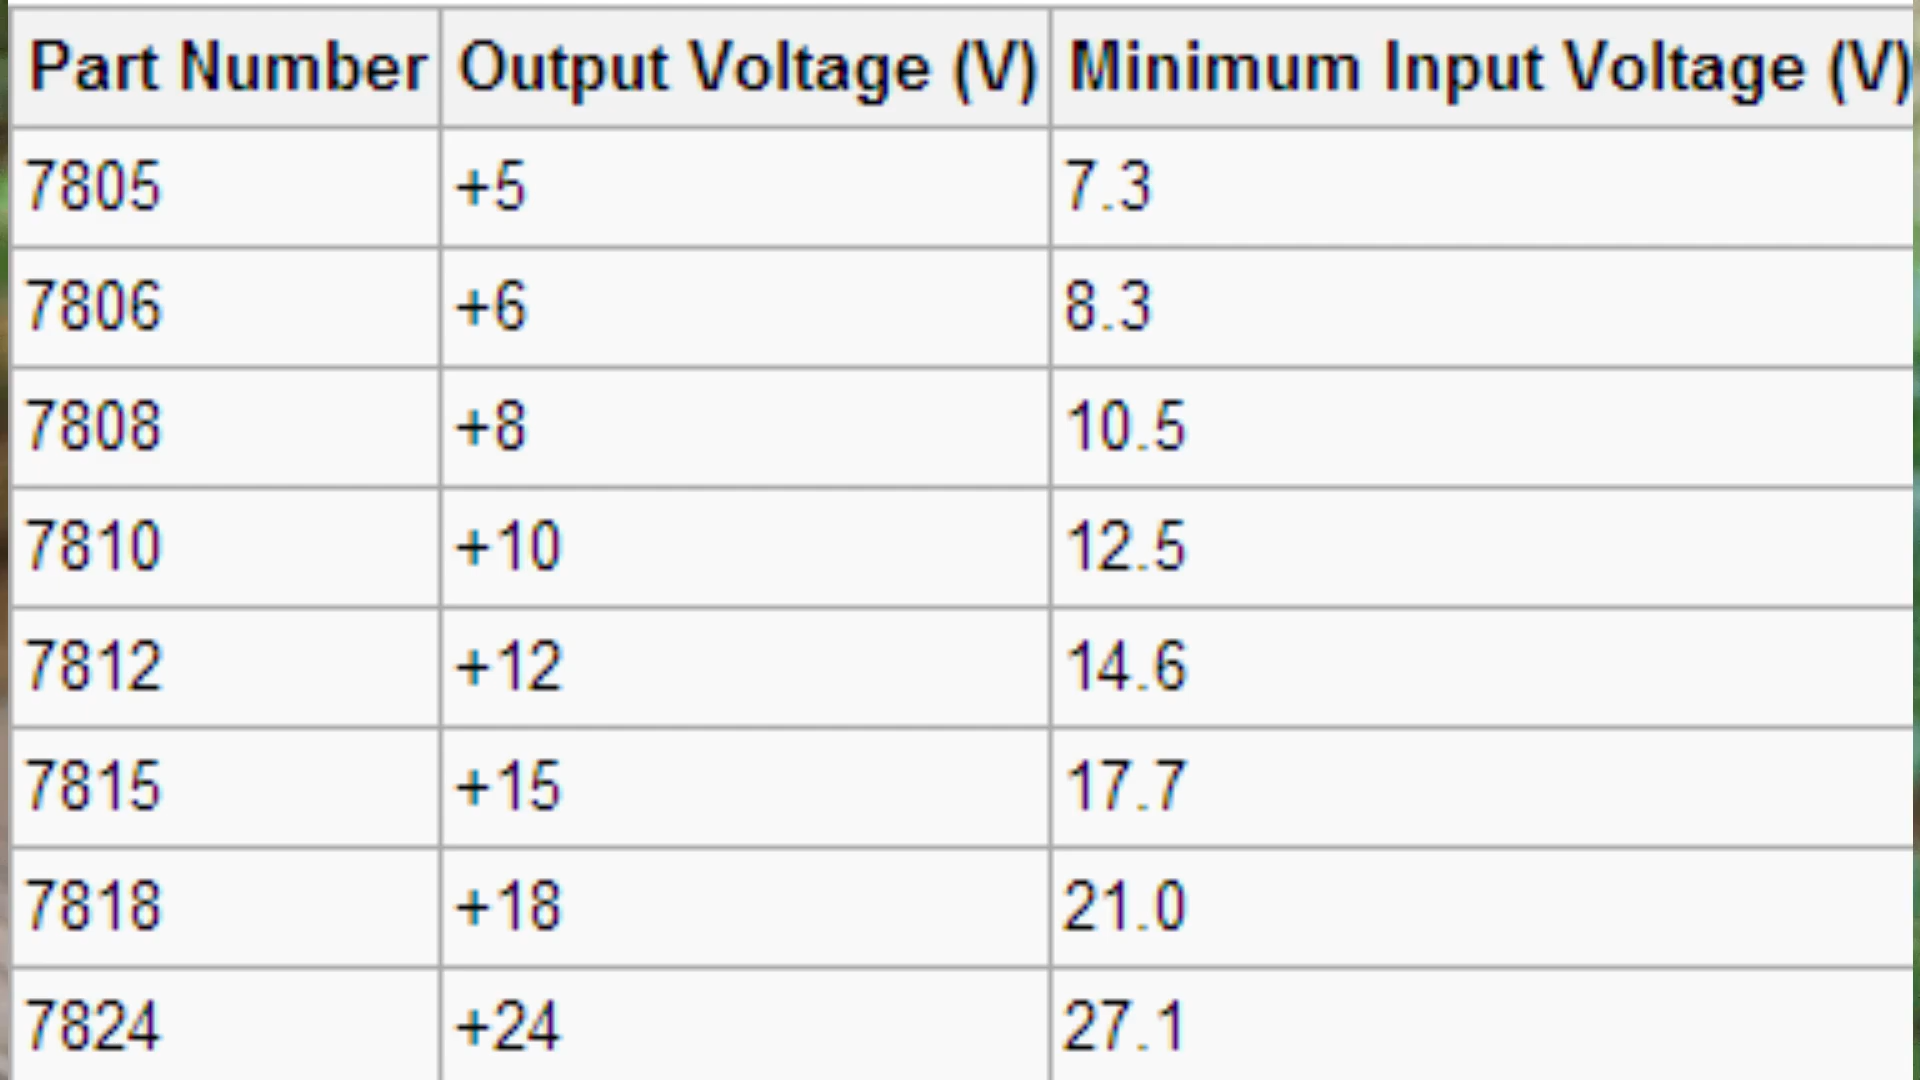 Part Number Output Voltage (V) Minimum Input Voltage (V)
7805 +5 7.3
7806 +6 8.3
7808 +8 10.5
7810 +10 12.5
7812 +12 14.6
7815 +15 17.7
7818 +18 21.0
7824 +24 27.1